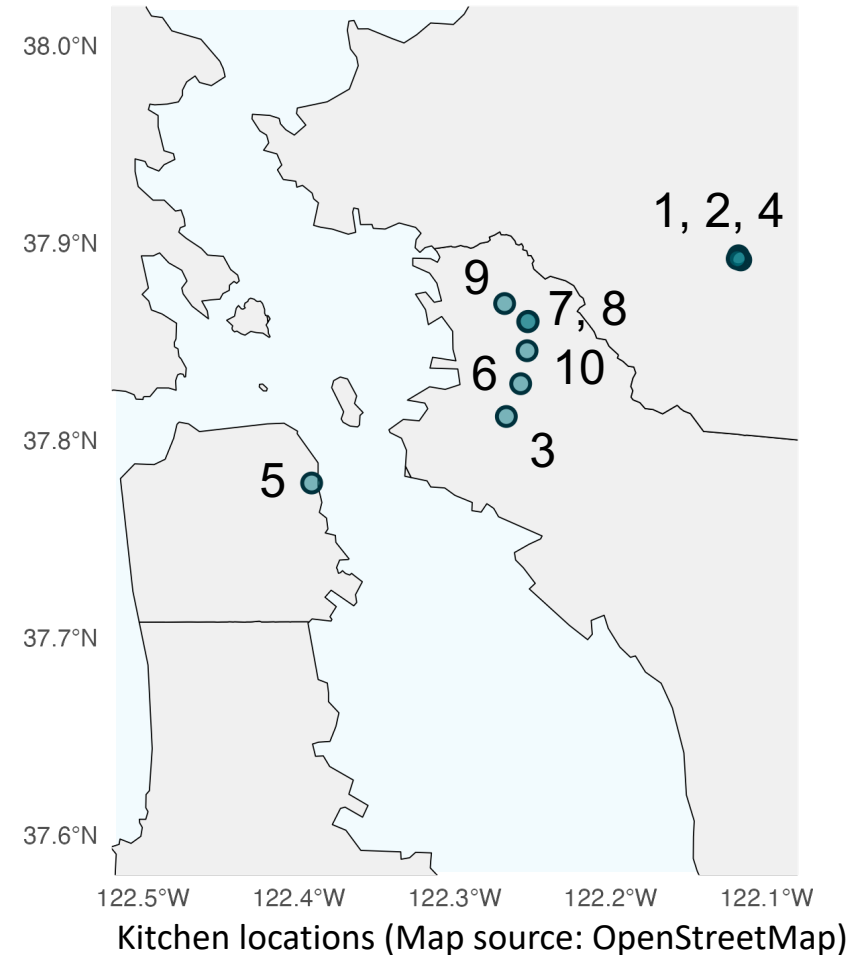 38.0°N
1, 2, 4
37.9°N
9
7, 8
6
10
37.8°N
3
5
37.7°N
37.6°N
122.5°W 122.4°W 122.3°W 122.2°W 122.1°W
Kitchen locations (Map source: OpenStreetMap)